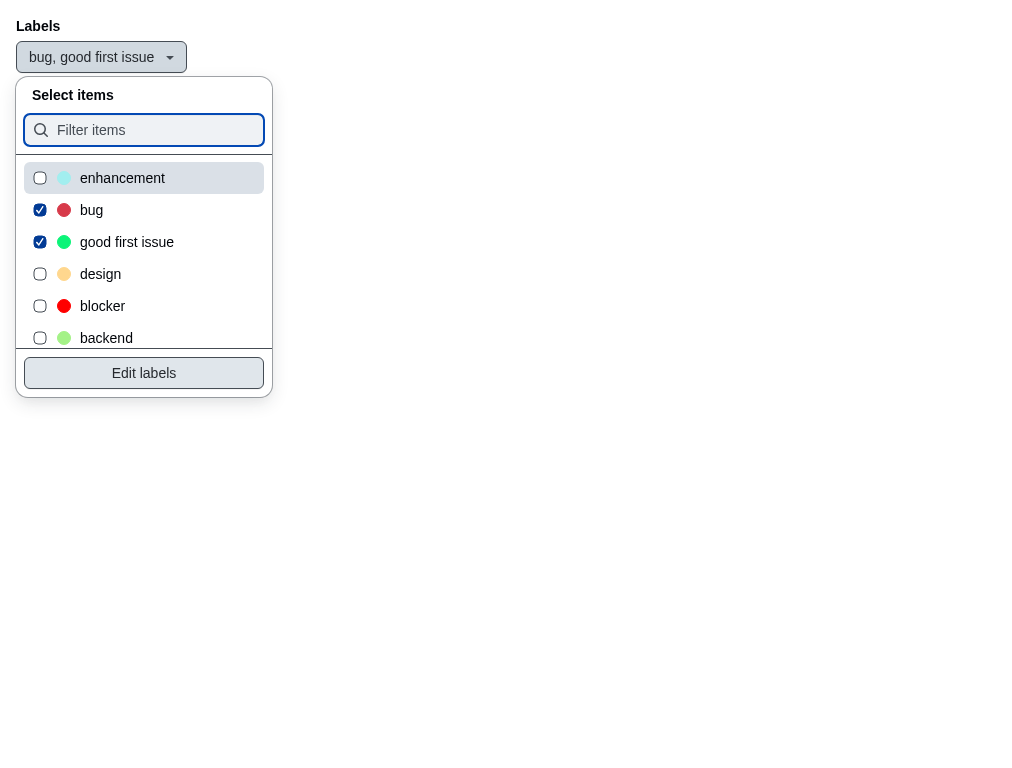 Labels
bug, good first issue
Select items
Filter items
enhancement
bug
good first issue
design
blocker
backend
Edit labels